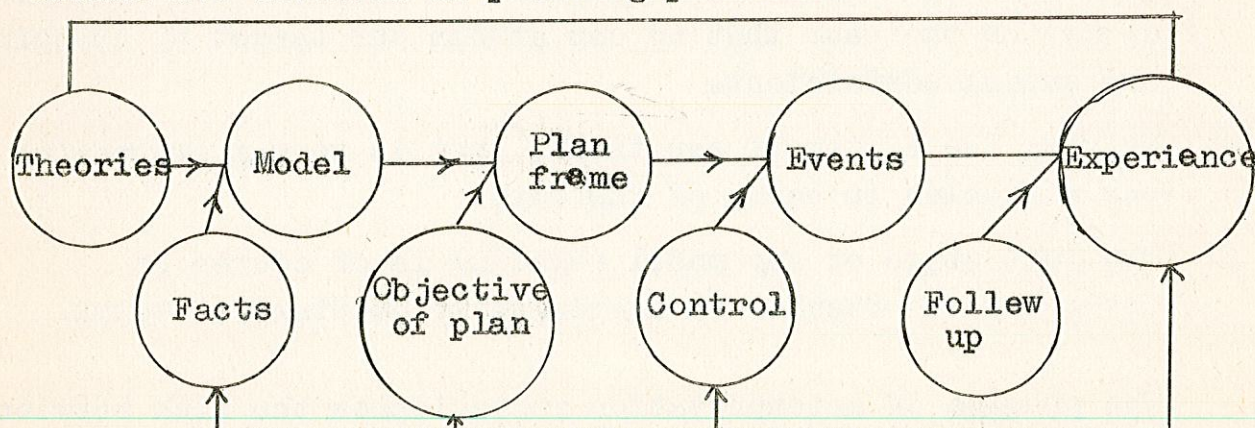 Theories
Model
Plan
frame
Events
Experience
Facts
Objective
of plan
Control
Follew
up